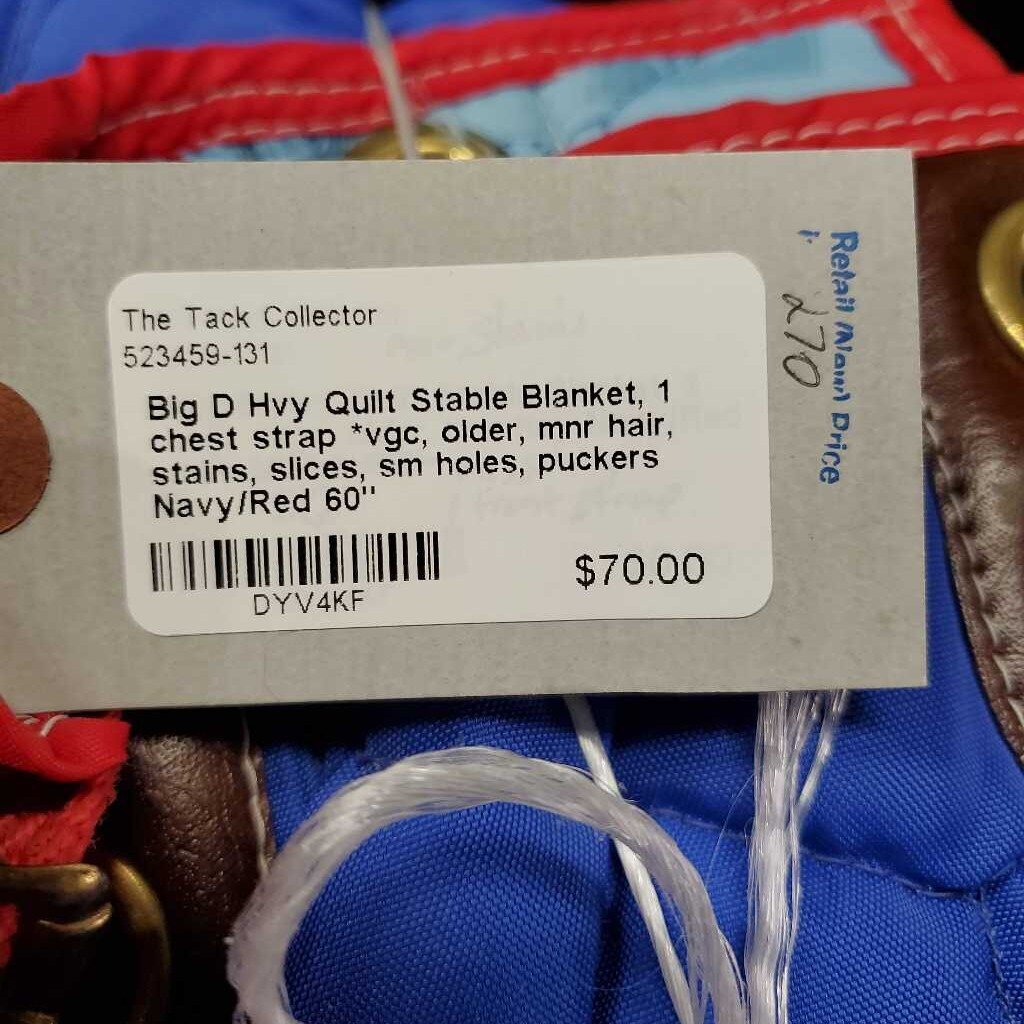 The Tack Collector
523459-131
Big D Hvy Quilt Stable Blanket, 1
chest strap *vgc, older, mnr hair,
stains, slices, sm holes, puckers
Navy/Red 60"
DYV4KF
$70.00
Retail Price
270